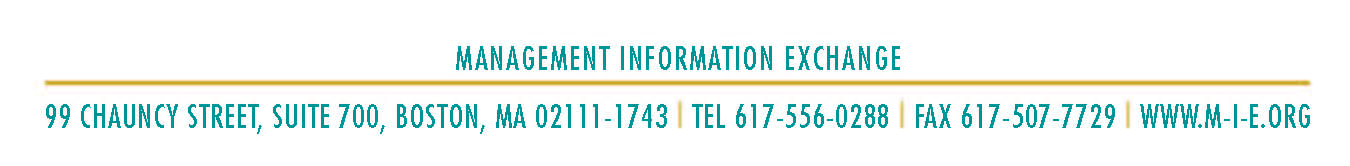 MANAGEMENT INFORMATION EXCHANGE
99 CHAUNCY STREET, SUITE 700, BOSTON, MA 02111-1743 | TEL 617-556-0288 | FAX 617-507-7729 | WWW.M-I-E.ORG